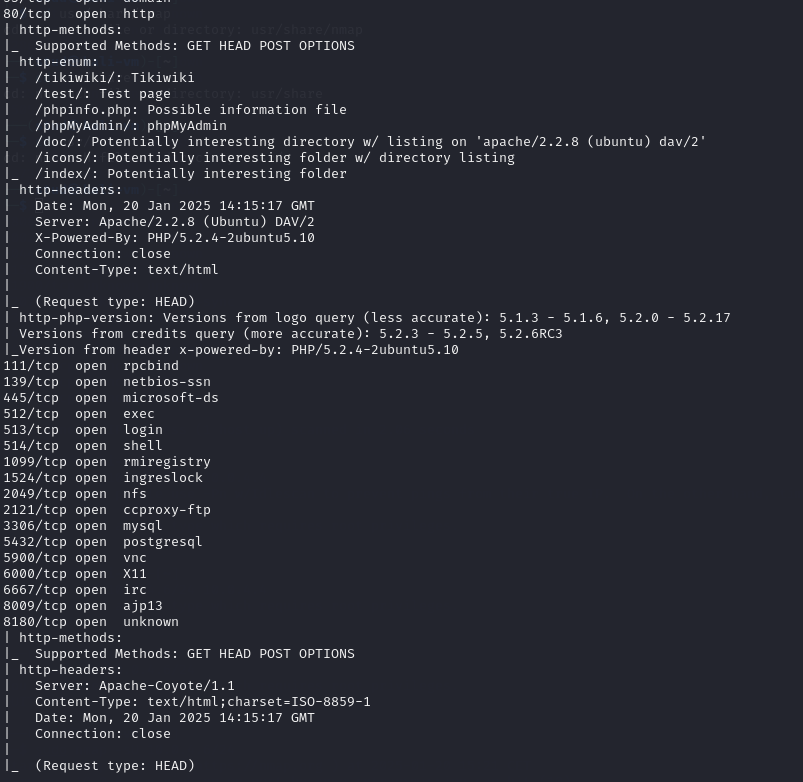 53/tcp   open  domain
80/tcp   open  http
| http-methods:
|_  Supported Methods: GET HEAD POST OPTIONS
| http-enum:
|   /tikiwiki/: Tikiwiki
|   /test/: Test page
|   /phpinfo.php: Possible information file
|   /phpMyAdmin/: phpMyAdmin
|   /doc/: Potentially interesting directory w/ listing on 'apache/2.2.8 (ubuntu) dav/2'
|   /icons/: Potentially interesting folder w/ directory listing
|_  /index/: Potentially interesting folder
| http-headers:
|   Date: Mon, 20 Jan 2025 14:15:17 GMT
|   Server: Apache/2.2.8 (Ubuntu) DAV/2
|   X-Powered-By: PHP/5.2.4-2ubuntu5.10
|   Connection: close
|   Content-Type: text/html
|
|_  (Request type: HEAD)
| http-php-version: Versions from logo query (less accurate): 5.1.3 - 5.1.6, 5.2.0 - 5.2.17
| Versions from credits query (more accurate): 5.2.3 - 5.2.5, 5.2.6RC3
|_Version from header x-powered-by: PHP/5.2.4-2ubuntu5.10
111/tcp  open  rpcbind
139/tcp  open  netbios-ssn
445/tcp  open  microsoft-ds
512/tcp  open  exec
513/tcp  open  login
514/tcp  open  shell
1099/tcp open  rmiregistry
1524/tcp open  ingreslock
2049/tcp open  nfs
2121/tcp open  ccproxy-ftp
3306/tcp open  mysql
5432/tcp open  postgresql
5900/tcp open  vnc
6000/tcp open  X11
6667/tcp open  irc
8009/tcp open  ajp13
8180/tcp open  unknown
| http-methods:
|_  Supported Methods: GET HEAD POST OPTIONS
| http-headers:
|   Server: Apache-Coyote/1.1
|   Content-Type: text/html;charset=ISO-8859-1
|   Date: Mon, 20 Jan 2025 14:15:17 GMT
|   Connection: close
|
|_  (Request type: HEAD)